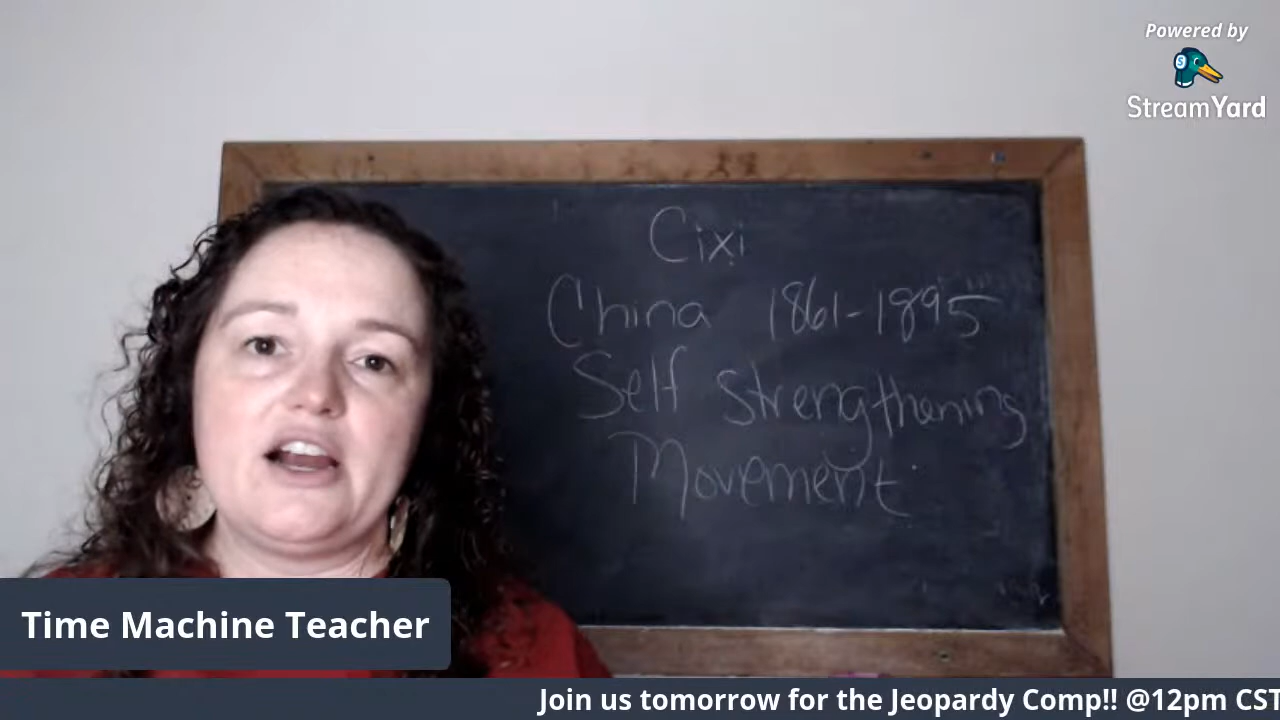 Powered by
StreamYard
Cixi
China 1861-1895
Self Strengthening
Movement
Time Machine Teacher
Join us tomorrow for the Jeopardy Comp!! @12pm CST